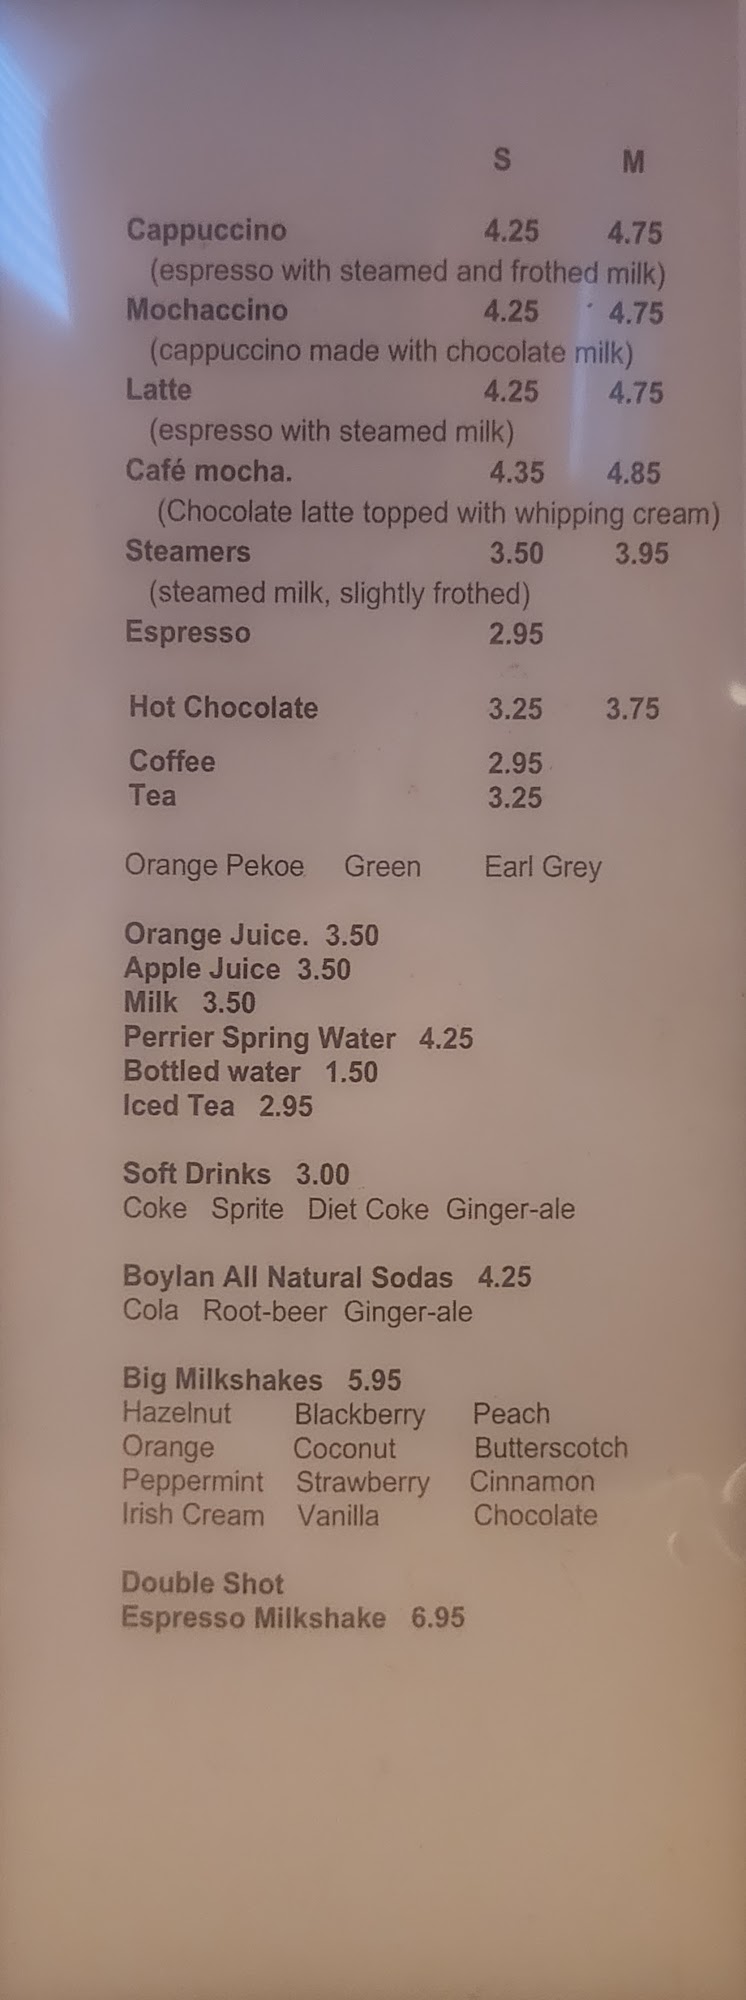 S M
Cappuccino 4.25 4.75
(espresso with steamed and frothed milk)
Mochaccino 4.25 4.75
(cappuccino made with chocolate milk)
Latte 4.25 4.75
(espresso with steamed milk)
Café mocha. 4.35 4.85
(Chocolate latte topped with whipping cream)
Steamers 3.50 3.95
(steamed milk, slightly frothed)
Espresso 2.95
Hot Chocolate 3.25 3.75
Coffee 2.95
Tea 3.25
Orange Pekoe Green Earl Grey
Orange Juice. 3.50
Apple Juice 3.50
Milk 3.50
Perrier Spring Water 4.25
Bottled water 1.50
Iced Tea 2.95
Soft Drinks 3.00
Coke Sprite Diet Coke Ginger-ale
Boylan All Natural Sodas 4.25
Cola Root-beer Ginger-ale
Big Milkshakes 5.95
Hazelnut Blackberry Peach
Orange Coconut Butterscotch
Peppermint Strawberry Cinnamon
Irish Cream Vanilla Chocolate
Double Shot
Espresso Milkshake 6.95